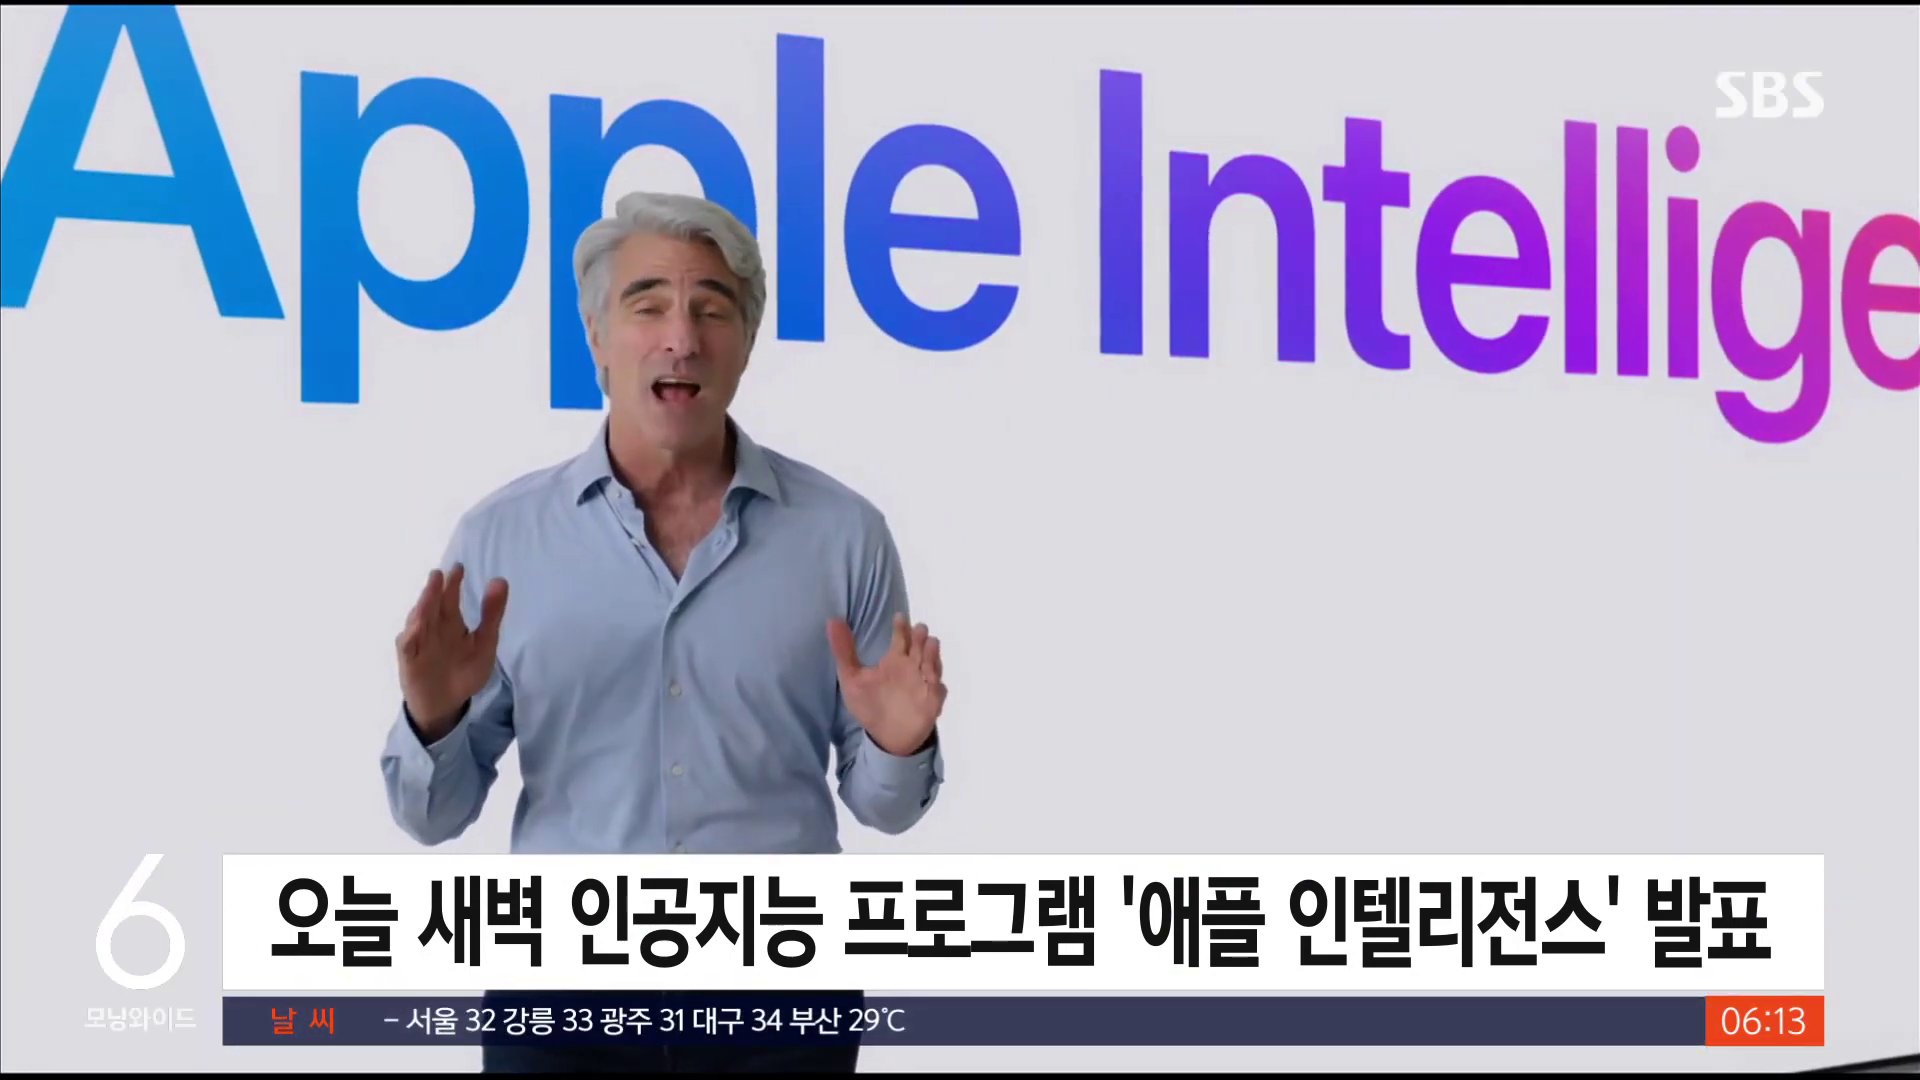 Apple Intellige
SBS
오늘 새벽 인공지능 프로그램 '애플 인텔리전스' 발표
6
모닝와이드
날씨 - 서울 32 강릉 33 광주 31 대구 34 부산 29℃
06:13